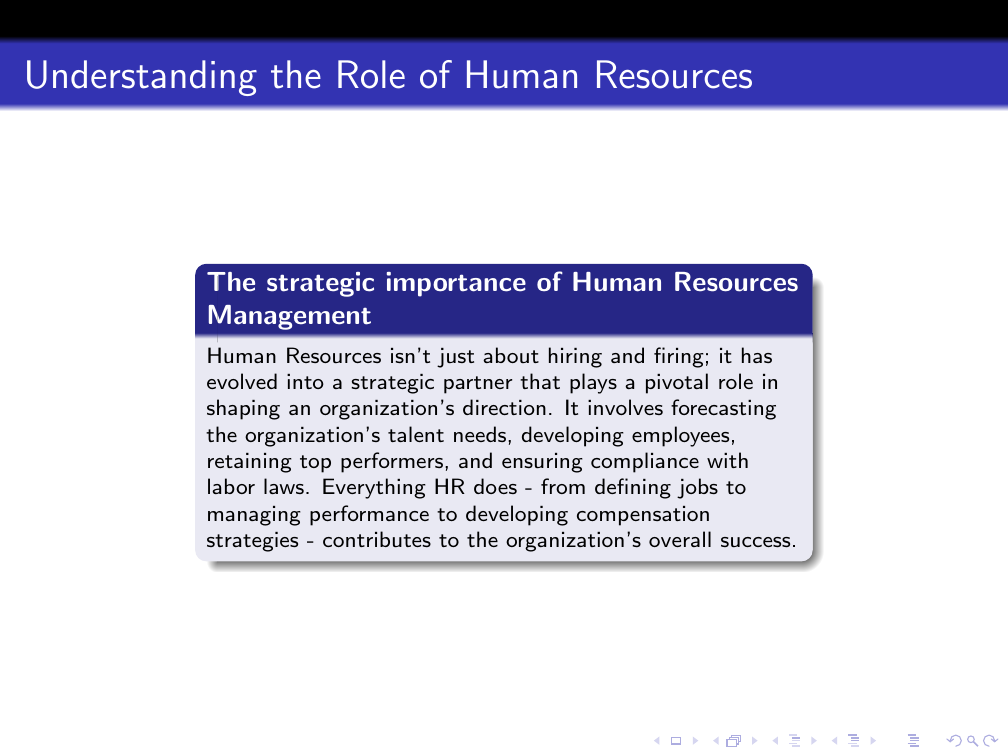 Understanding the Role of Human Resources
The strategic importance of Human Resources
Management
Human Resources isn't just about hiring and firing; it has
evolved into a strategic partner that plays a pivotal role in
shaping an organization's direction. It involves forecasting
the organization's talent needs, developing employees,
retaining top performers, and ensuring compliance with
labor laws. Everything HR does - from defining jobs to
managing performance to developing compensation
strategies - contributes to the organization's overall success.